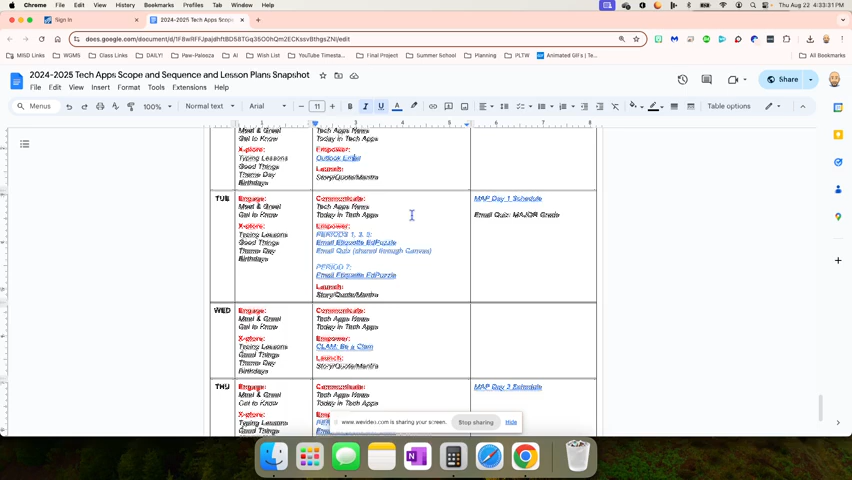 Chrome File Edit View History Bookmarks Profiles Tab Window Help
Thu Aug 22 4:33:31 PM
Sign In
2024-2025 Tech Apps Scope
MISD Links WGMS Class Links DAILY! Paw-Palooza AI Wish List YouTube Timesta... Final Project Summer School Planning PLTW Animated GIFs | Te... All Bookmarks
2024-2025 Tech Apps Scope and Sequence and Lesson Plans Snapshot
File Edit View Insert Format Tools Extensions Help
Share
Menus 100% Normal text Arial 11 B I U A Table options
1 2 3 4 5 6 7 8
Meet & Greet
Get to Know
X-plore:
Typing Lessons
Good Things
Theme Day
Birthdays
Tech Apps News
Today in Tech Apps
Empower:
Outlook Email
Launch:
Story/Quote/Mantra
TUE
Engage:
Meet & Greet
Get to Know
X-plore:
Typing Lessons
Good Things
Theme Day
Birthdays
Communicate:
Tech Apps News
Today in Tech Apps
Empower:
PERIODS 1, 3, 5:
Email Etiquette EdPuzzle
Email Quiz (shared through Canvas)
PERIOD 7:
Email Etiquette EdPuzzle
Launch:
Story/Quote/Mantra
MAP Day 1 Schedule
Email Quiz: MAJOR Grade
WED
Engage:
Meet & Greet
Get to Know
X-plore:
Typing Lessons
Good Things
Theme Day
Birthdays
Communicate:
Tech Apps News
Today in Tech Apps
Empower:
CLAM: Be a Clam
Launch:
Story/Quote/Mantra
THU
Engage:
Meet & Greet
Get to Know
X-plore:
Typing Lessons
Communicate:
Tech Apps News
Today in Tech Apps
MAP Day 3 Schedule
www.wevideo.com is sharing your screen. Stop sharing Hide